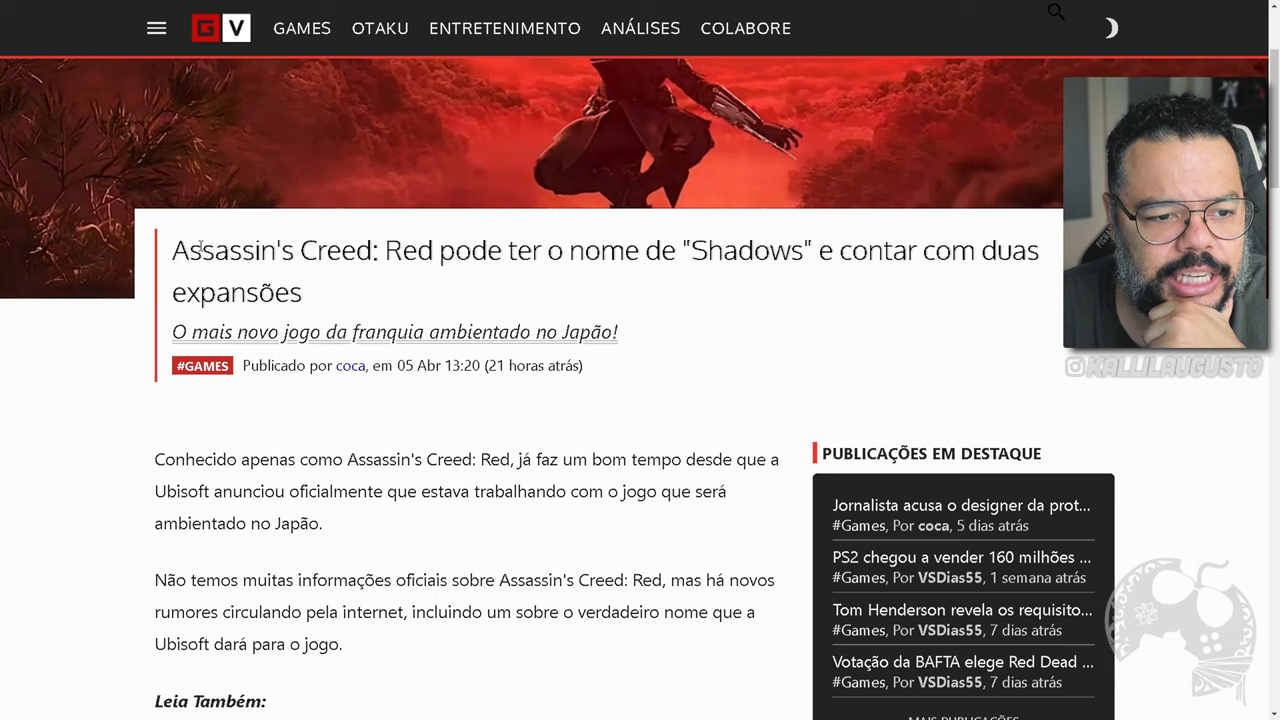 G V GAMES OTAKU ENTRETENIMENTO ANÁLISES COLABORE
Assassin's Creed: Red pode ter o nome de "Shadows" e contar com duas
expansões
O mais novo jogo da franquia ambientado no Japão!
#GAMES Publicado por coca, em 05 Abr 13:20 (21 horas atrás)
@KALLILAUGUSTO
Conhecido apenas como Assassin's Creed: Red, já faz um bom tempo desde que a
Ubisoft anunciou oficialmente que estava trabalhando com o jogo que será
ambientado no Japão.
Não temos muitas informações oficiais sobre Assassin's Creed: Red, mas há novos
rumores circulando pela internet, incluindo um sobre o verdadeiro nome que a
Ubisoft dará para o jogo.
Leia Também:
PUBLICAÇÕES EM DESTAQUE
Jornalista acusa o designer da prot...
#Games, Por coca, 5 dias atrás
PS2 chegou a vender 160 milhões ...
#Games, Por VSDias55, 1 semana atrás
Tom Henderson revela os requisito...
#Games, Por VSDias55, 7 dias atrás
Votação da BAFTA elege Red Dead ...
#Games, Por VSDias55, 7 dias atrás
MAIS PUBLICAÇÕES